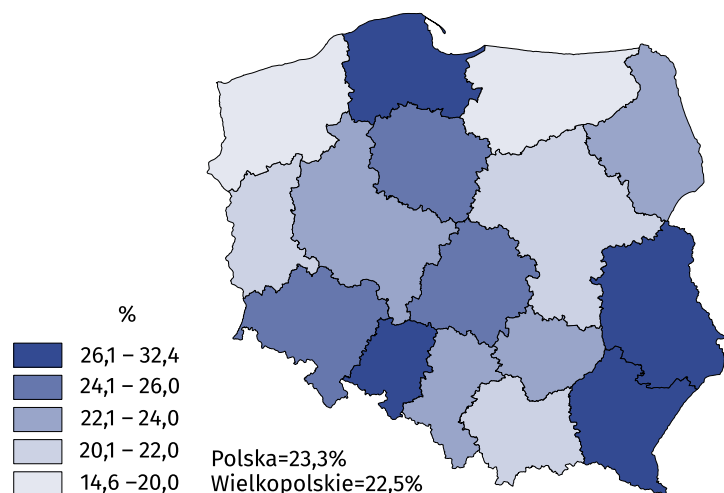 %
26,1 – 32,4
24,1 – 26,0
22,1 – 24,0
20,1 – 22,0
14,6 –20,0
Polska=23,3%
Wielkopolskie=22,5%